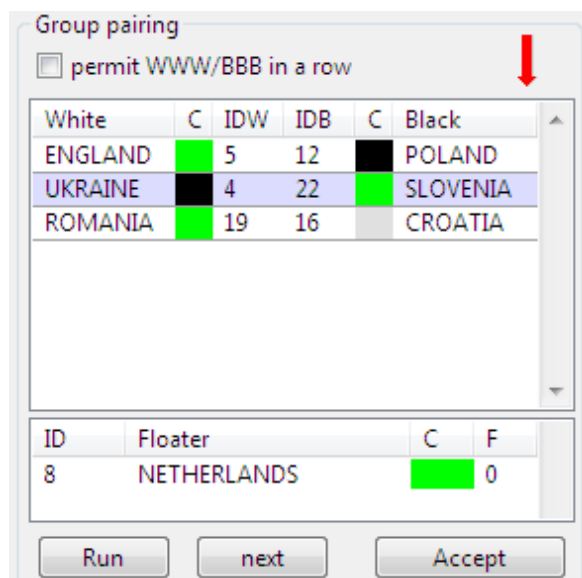 Group pairing
permit WWW/BBB in a row
White C IDW IDB C Black
ENGLAND 5 12 POLAND
UKRAINE 4 22 SLOVENIA
ROMANIA 19 16 CROATIA
ID Floater C F
8 NETHERLANDS 0
Run next Accept